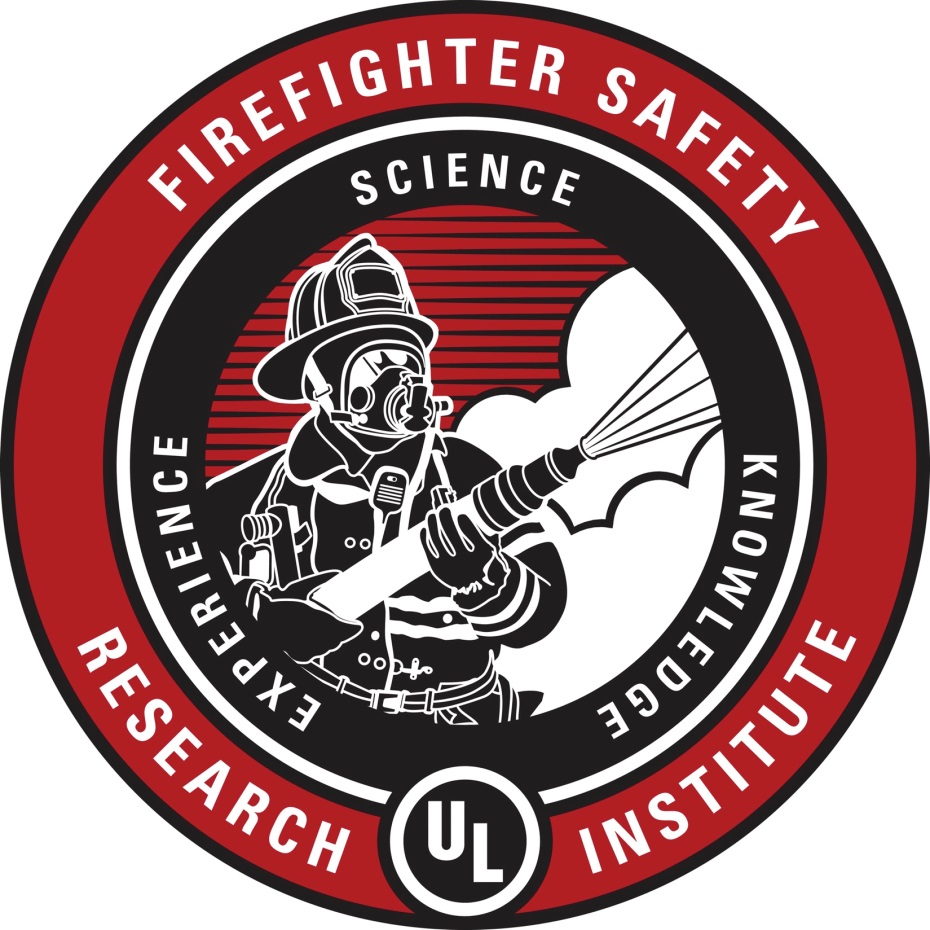 FIREFIGHTER SAFETY
RESEARCH INSTITUTE
SCIENCE
EXPERIENCE
KNOWLEDGE
UL